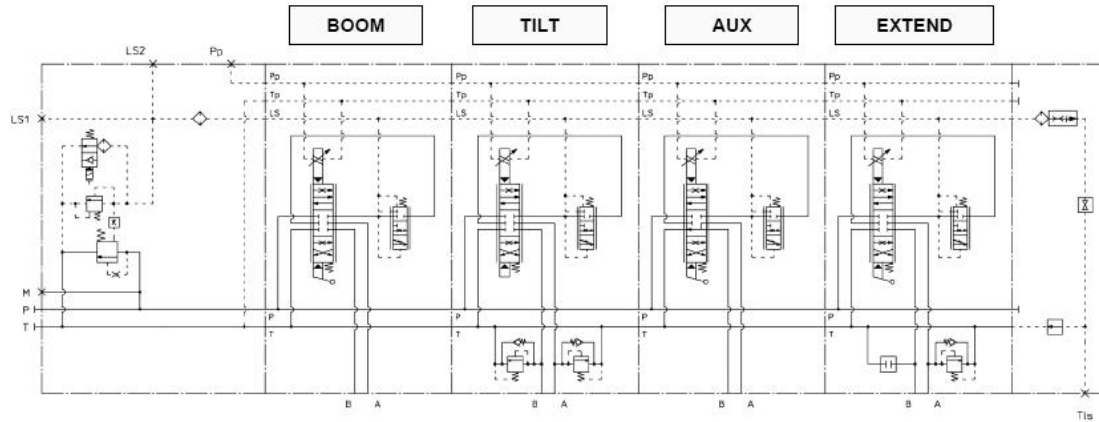 BOOM TILT AUX EXTEND
LS2 Pp
Pp Pp Pp Pp
Tp Tp Tp Tp
LS1 LS LS LS LS
M
P P P P P
T T T T T
B A B A B A B A
Tls